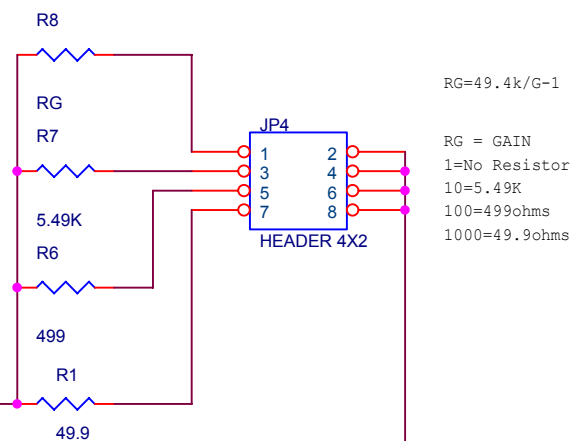 R8
RG
R7
5.49K
R6
499
R1
49.9
JP4
1 2
3 4
5 6
7 8
HEADER 4X2
RG=49.4k/G-1
RG = GAIN
1=No Resistor
10=5.49K
100=499ohms
1000=49.9ohms